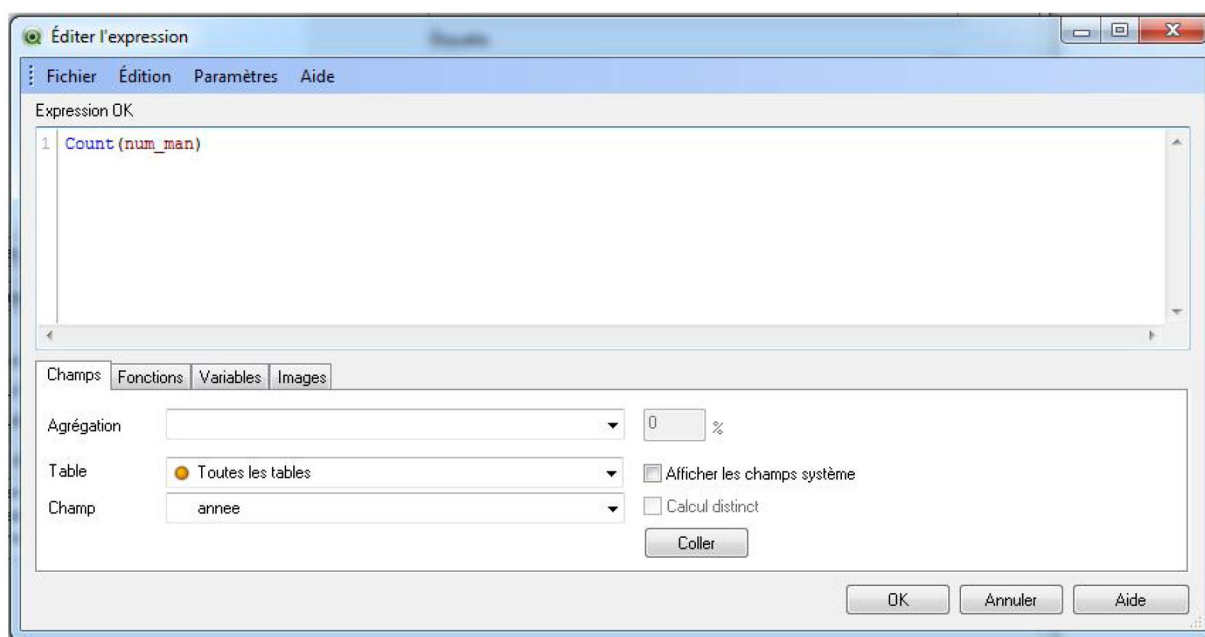 Éditer l'expression
Fichier Édition Paramètres Aide
Expression OK
1 Count(num_man)
Champs Fonctions Variables Images
Agrégation 0 %
Table Toutes les tables Afficher les champs système
Champ annee Calcul distinct
Coller
OK Annuler Aide